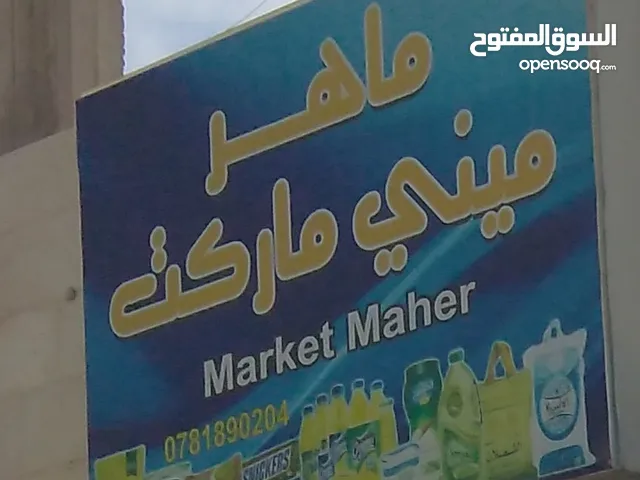 السوق المفتوح
opensooq.com
ماهر
ميني ماركت
Market Maher
0781890204
SNICKERS